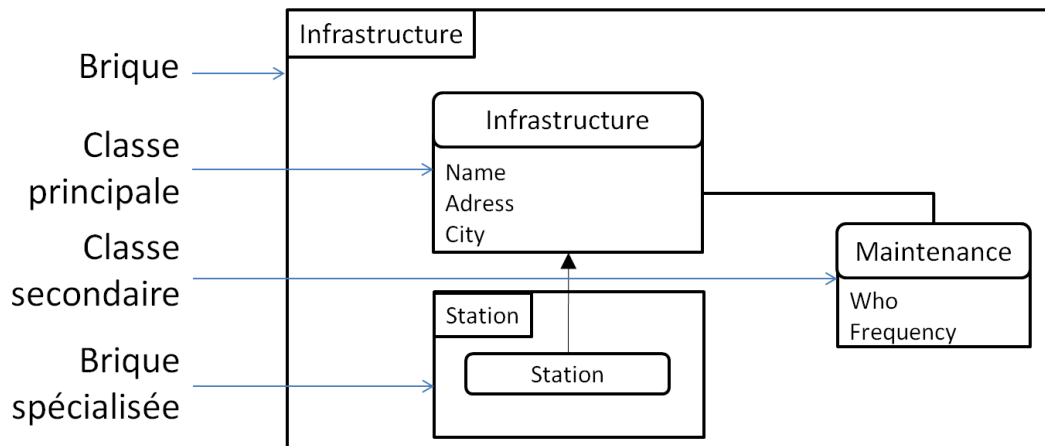 Infrastructure
Brique
Classe
principale
Classe
secondaire
Brique
spécialisée
Infrastructure
Name
Adress
City
Maintenance
Who
Frequency
Station
Station